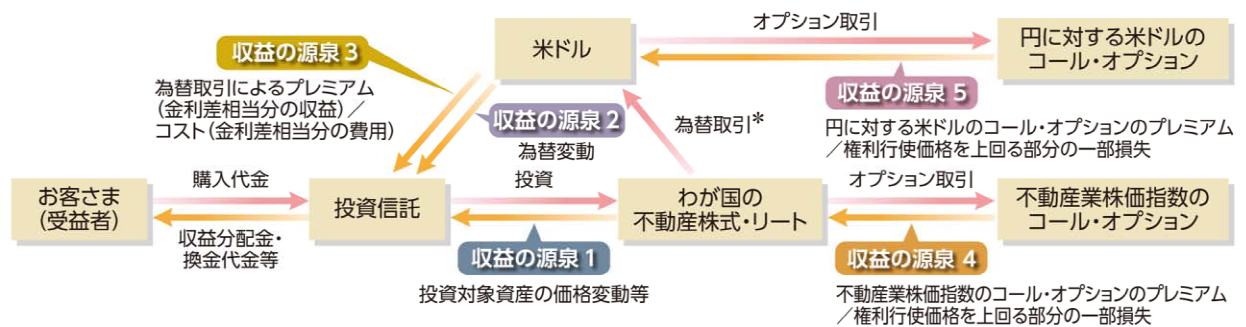 オプション取引
収益の源泉 3
米ドル
円に対する米ドルの
コール・オプション
為替取引によるプレミアム
(金利差相当分の収益)/
コスト(金利差相当分の費用)
収益の源泉 2
為替変動
為替取引*
収益の源泉 5
円に対する米ドルのコール・オプションのプレミアム
/権利行使価格を上回る部分の一部損失
お客さま
(受益者)
購入代金
収益分配金・
換金代金等
投資信託
投資
収益の源泉 1
投資対象資産の価格変動等
わが国の
不動産株式・リート
オプション取引
収益の源泉 4
不動産業株価指数の
コール・オプション
不動産業株価指数のコール・オプションのプレミアム
/権利行使価格を上回る部分の一部損失